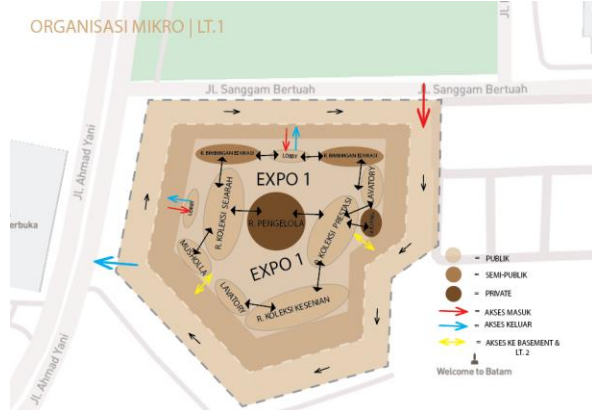 ORGANISASI MIKRO | LT.1
JL. Sanggam Bertuah
JL. Sanggam Bertuah
JL. Ahmad Yani
R. BIMBINGAN EDUKASI
LOBBY
R. BIMBINGAN EDUKASI
EXPO 1
LAVATORY
R. KOLEKSI SEJARAH
R. PENGELOLA
R. KOLEKSI PRESTASI
MUSHOLLA
EXPO 1
LAVATORY
R. KOLEKSI KESENIAN
erbuka
JL. Ahmad Yani
= PUBLIK
= SEMI-PUBLIK
= PRIVATE
= AKSES MASUK
= AKSES KELUAR
= AKSES KE BASEMENT &
LT. 2
Welcome to Batam